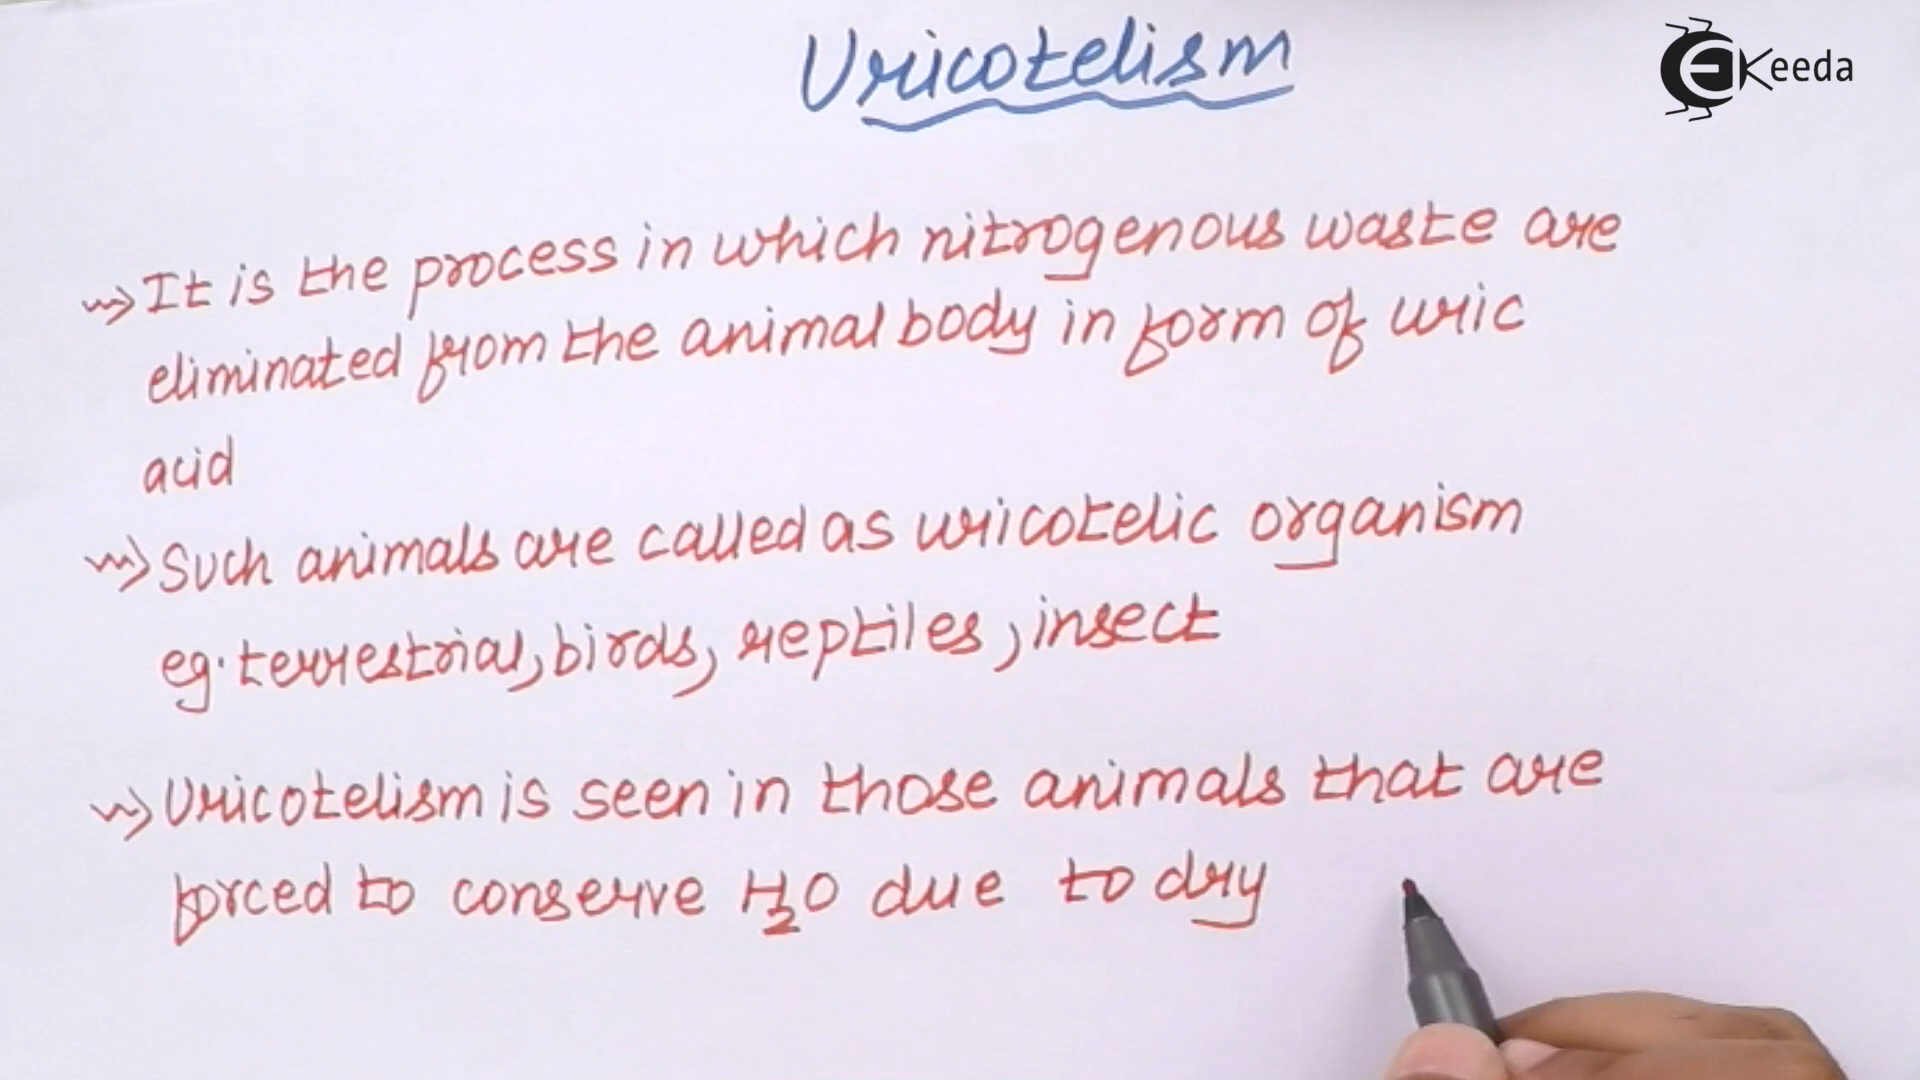 Uricotelism
EKeeda
It is the process in which nitrogenous waste are
eliminated from the animal body in form of uric
acid
Such animals are called as uricotelic organism
eg. terrestrial, birds, reptiles, insect
Uricotelism is seen in those animals that are
forced to conserve H2O due to dry